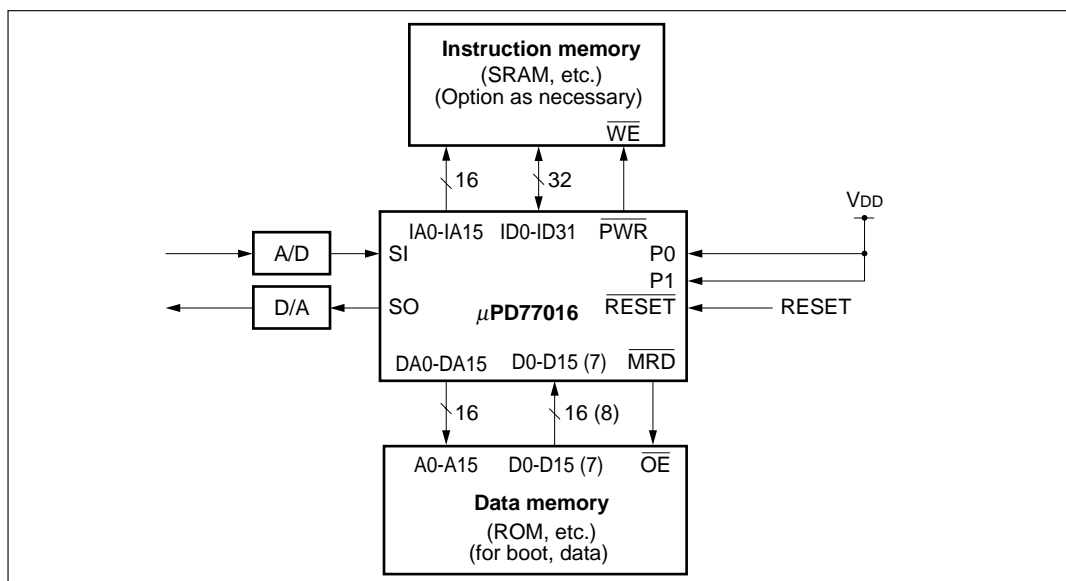 Instruction memory
(SRAM, etc.)
(Option as necessary)
WE
16
32
VDD
IA0-IA15 ID0-ID31 PWR
A/D
SI
P0
P1
D/A
SO
μPD77016
RESET
RESET
DA0-DA15 D0-D15 (7) MRD
16
16 (8)
A0-A15 D0-D15 (7) OE
Data memory
(ROM, etc.)
(for boot, data)